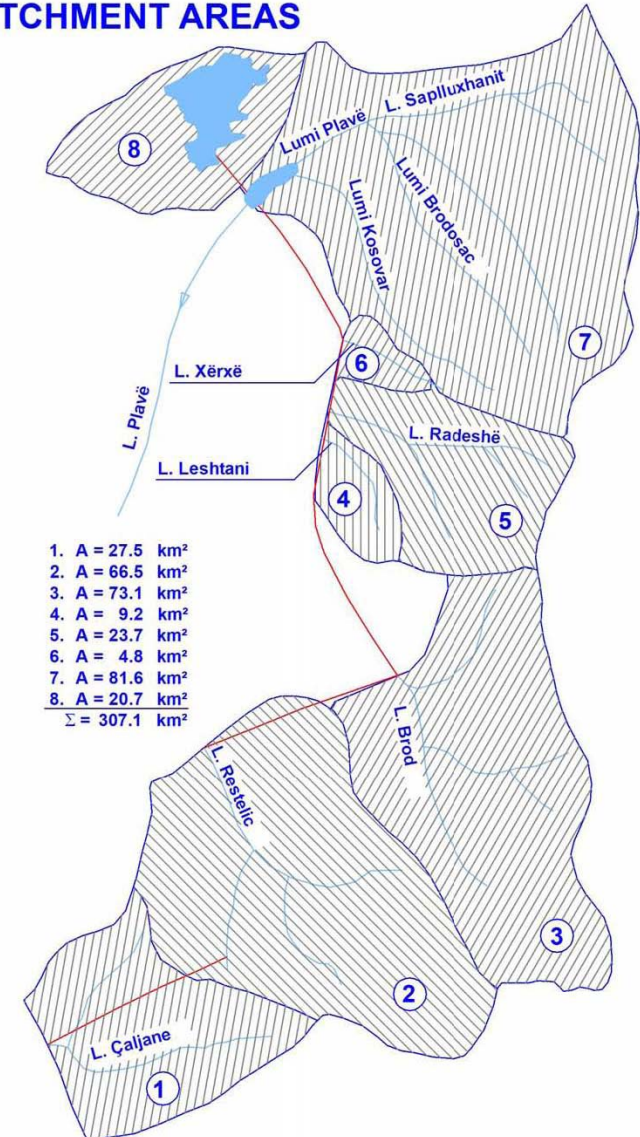 TCHMENT AREAS
8
Lumi Plavë
L. Saplluxhanit
Lumi Brodosac
Lumi Kosovar
7
L. Plavë
L. Xërxë
6
L. Radeshë
L. Leshtani
4
5
1. A = 27.5 km²
2. A = 66.5 km²
3. A = 73.1 km²
4. A = 9.2 km²
5. A = 23.7 km²
6. A = 4.8 km²
7. A = 81.6 km²
8. A = 20.7 km²
Σ = 307.1 km²
L. Brod
L. Restelic
3
2
L. Çaljane
1